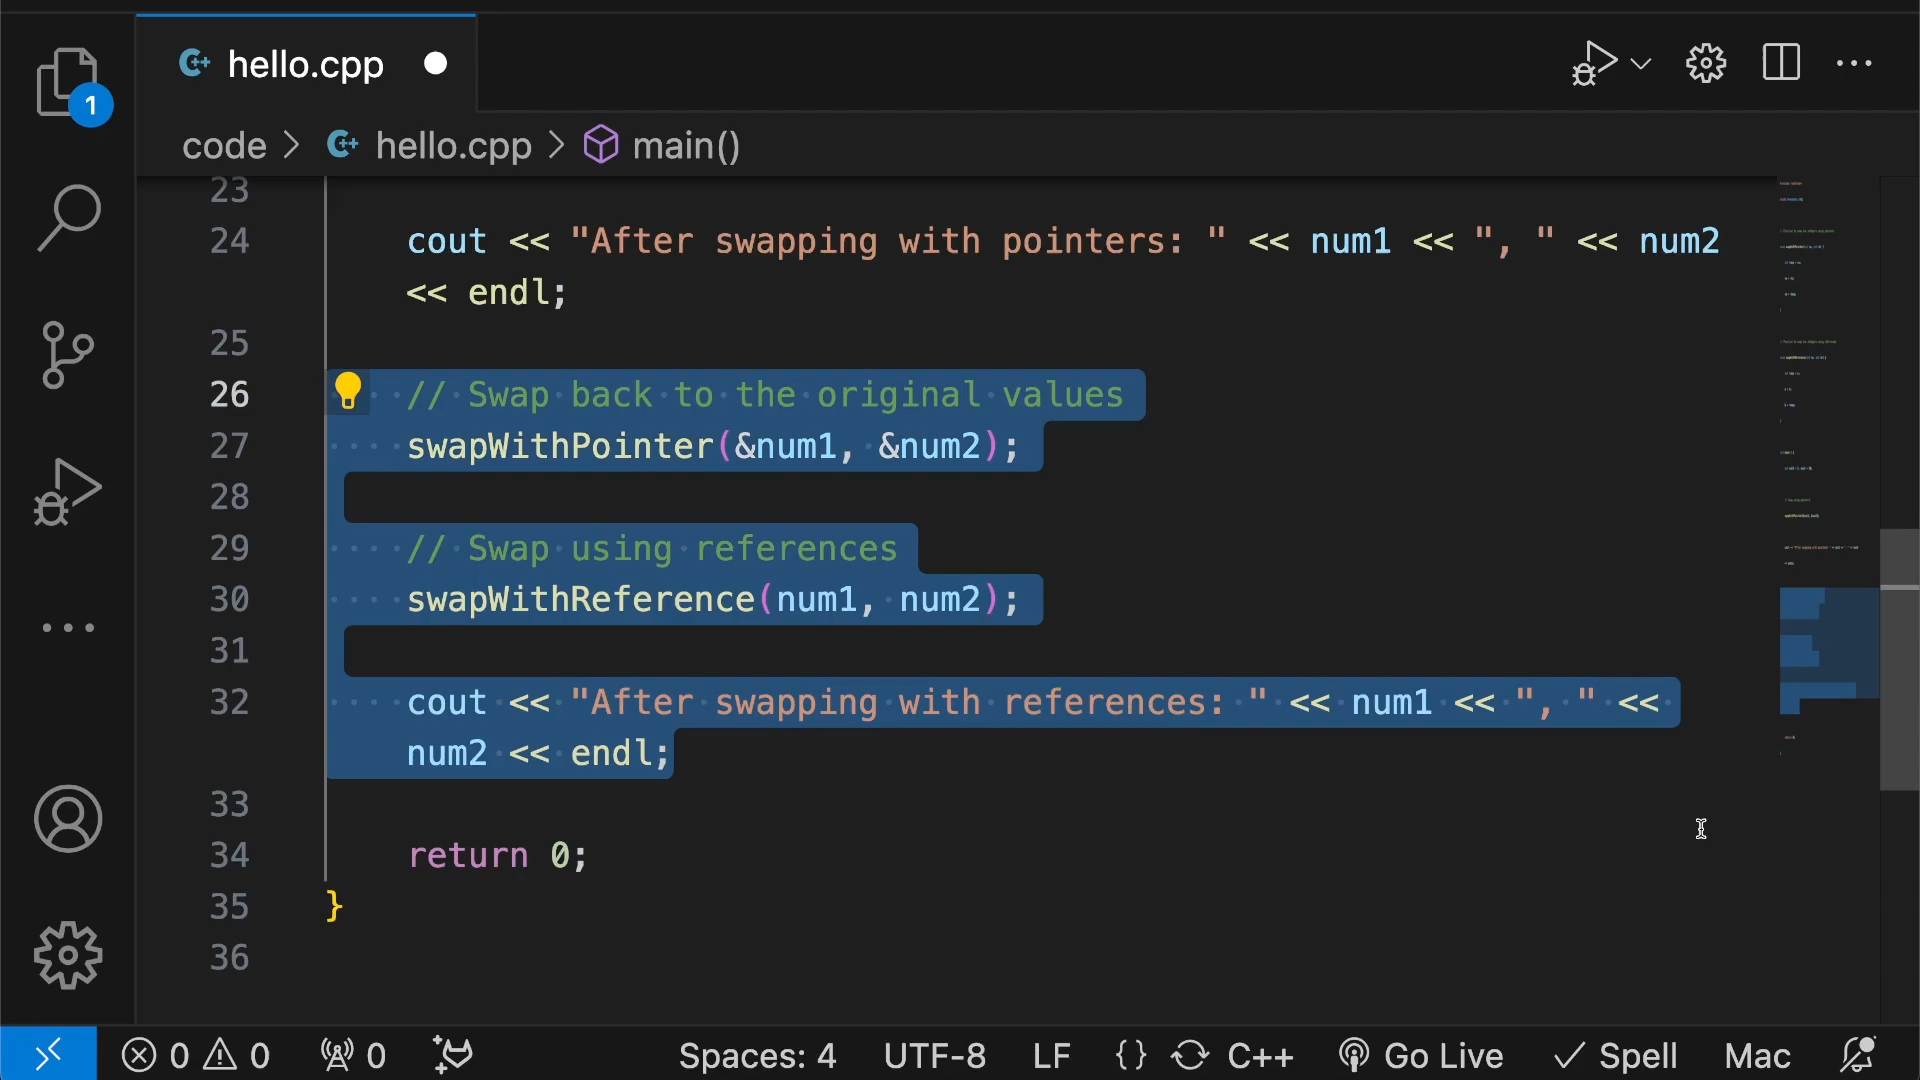 hello.cpp
1
code > hello.cpp > main()
23
24 cout << "After swapping with pointers: " << num1 << ", " << num2
<< endl;
25
26 // Swap back to the original values
27 swapWithPointer(&num1, &num2);
28
29 // Swap using references
30 swapWithReference(num1, num2);
31
32 cout << "After swapping with references: " << num1 << ", " <<
num2 << endl;
33
34 return 0;
35 }
36
0 0 0 Spaces: 4 UTF-8 LF {} C++ Go Live Spell Mac